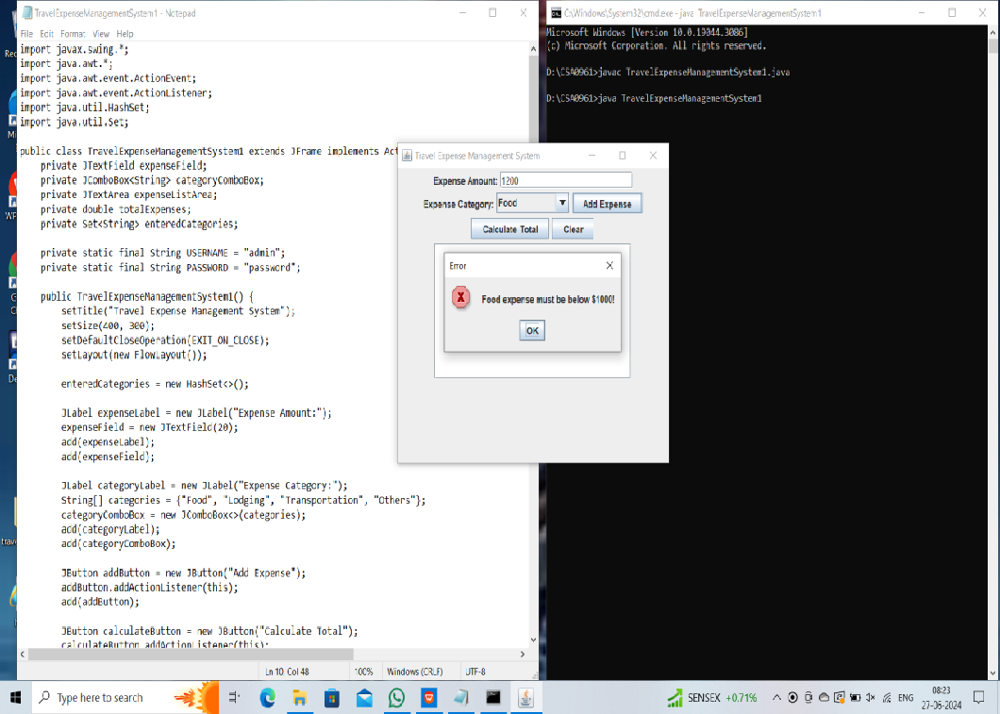 TravelExpenseManagementSystem1 - Notepad
File Edit Format View Help
import javax.swing.*;
import java.awt.*;
import java.awt.event.ActionEvent;
import java.awt.event.ActionListener;
import java.util.HashSet;
import java.util.Set;
public class TravelExpenseManagementSystem1 extends JFrame implements Act
private JTextField expenseField;
private JComboBox<String> categoryComboBox;
private JTextArea expenseListArea;
private double totalExpenses;
private Set<String> enteredCategories;
private static final String USERNAME = "admin";
private static final String PASSWORD = "password";
public TravelExpenseManagementSystem1() {
setTitle("Travel Expense Management System");
setSize(400, 300);
setDefaultCloseOperation(EXIT_ON_CLOSE);
setLayout(new FlowLayout());
enteredCategories = new HashSet<>();
JLabel expenseLabel = new JLabel("Expense Amount:");
expenseField = new JTextField(20);
add(expenseLabel);
add(expenseField);
JLabel categoryLabel = new JLabel("Expense Category:");
String[] categories = {"Food", "Lodging", "Transportation", "Others"};
categoryComboBox = new JComboBox<>(categories);
add(categoryLabel);
add(categoryComboBox);
JButton addButton = new JButton("Add Expense");
addButton.addActionListener(this);
add(addButton);
JButton calculateButton = new JButton("Calculate Total");
calculateButton.addActionListener(this);
Ln 10, Col 48 100% Windows (CRLF) UTF-8
C:\Windows\System32\cmd.exe - java TravelExpenseManagementSystem1
Microsoft Windows [Version 10.0.19044.3086]
(c) Microsoft Corporation. All rights reserved.
D:\CSA0961>javac TravelExpenseManagementSystem1.java
D:\CSA0961>java TravelExpenseManagementSystem1
Travel Expense Management System
Expense Amount: 1200
Expense Category: Food Add Expense
Calculate Total Clear
Error
Food expense must be below $1000!
OK
Type here to search
SENSEX +0.71%
ENG
08:23
27-06-2024